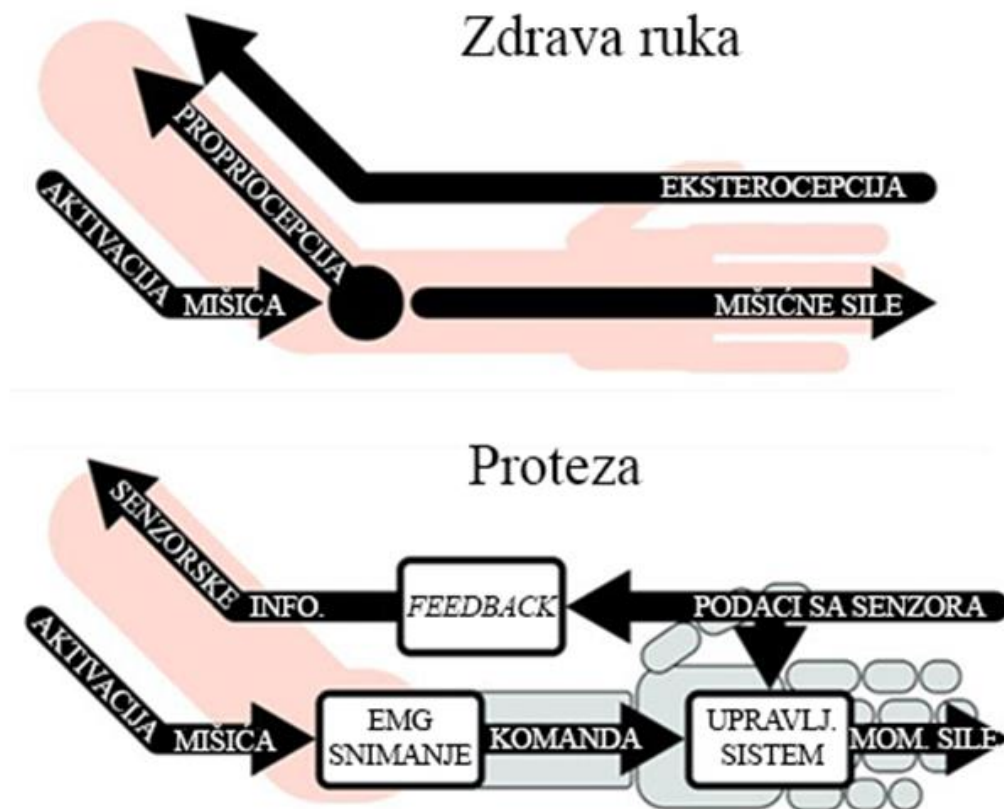 Zdrava ruka
PROPRIOCEPCIJA
EKSTEROCEPCIJA
AKTIVACIJA MIŠIĆA
MIŠIĆNE SILE
Proteza
SENZORSKE INFO.
FEEDBACK
PODACI SA SENZORA
AKTIVACIJA MIŠIĆA
EMG
SNIMANJE
KOMANDA
UPRAVLJ.
SISTEM
MOM. SILE